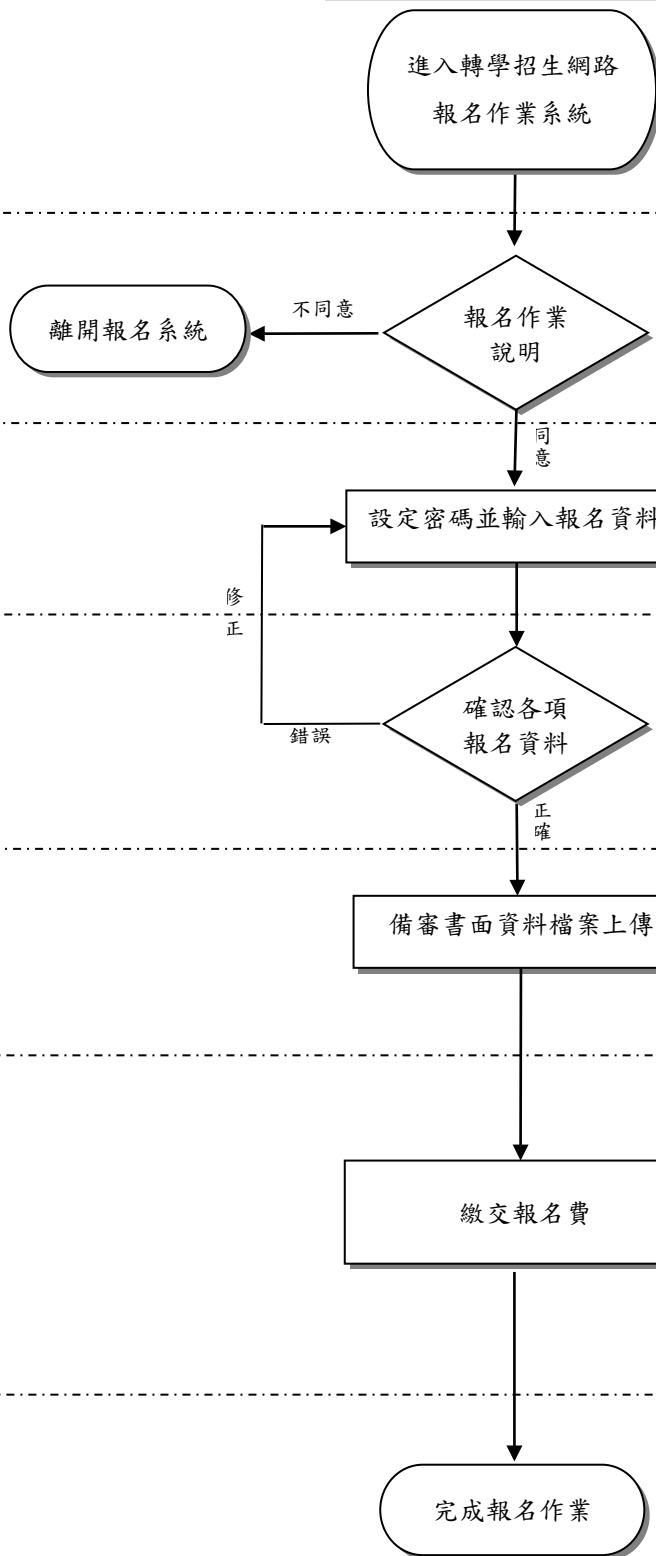 進入轉學招生網路
報名作業系統
不同意
離開報名系統
報名作業
說明
同
意
設定密碼並輸入報名資料
修
正
確認各項
報名資料
錯誤
正
確
備審書面資料檔案上傳
繳交報名費
完成報名作業